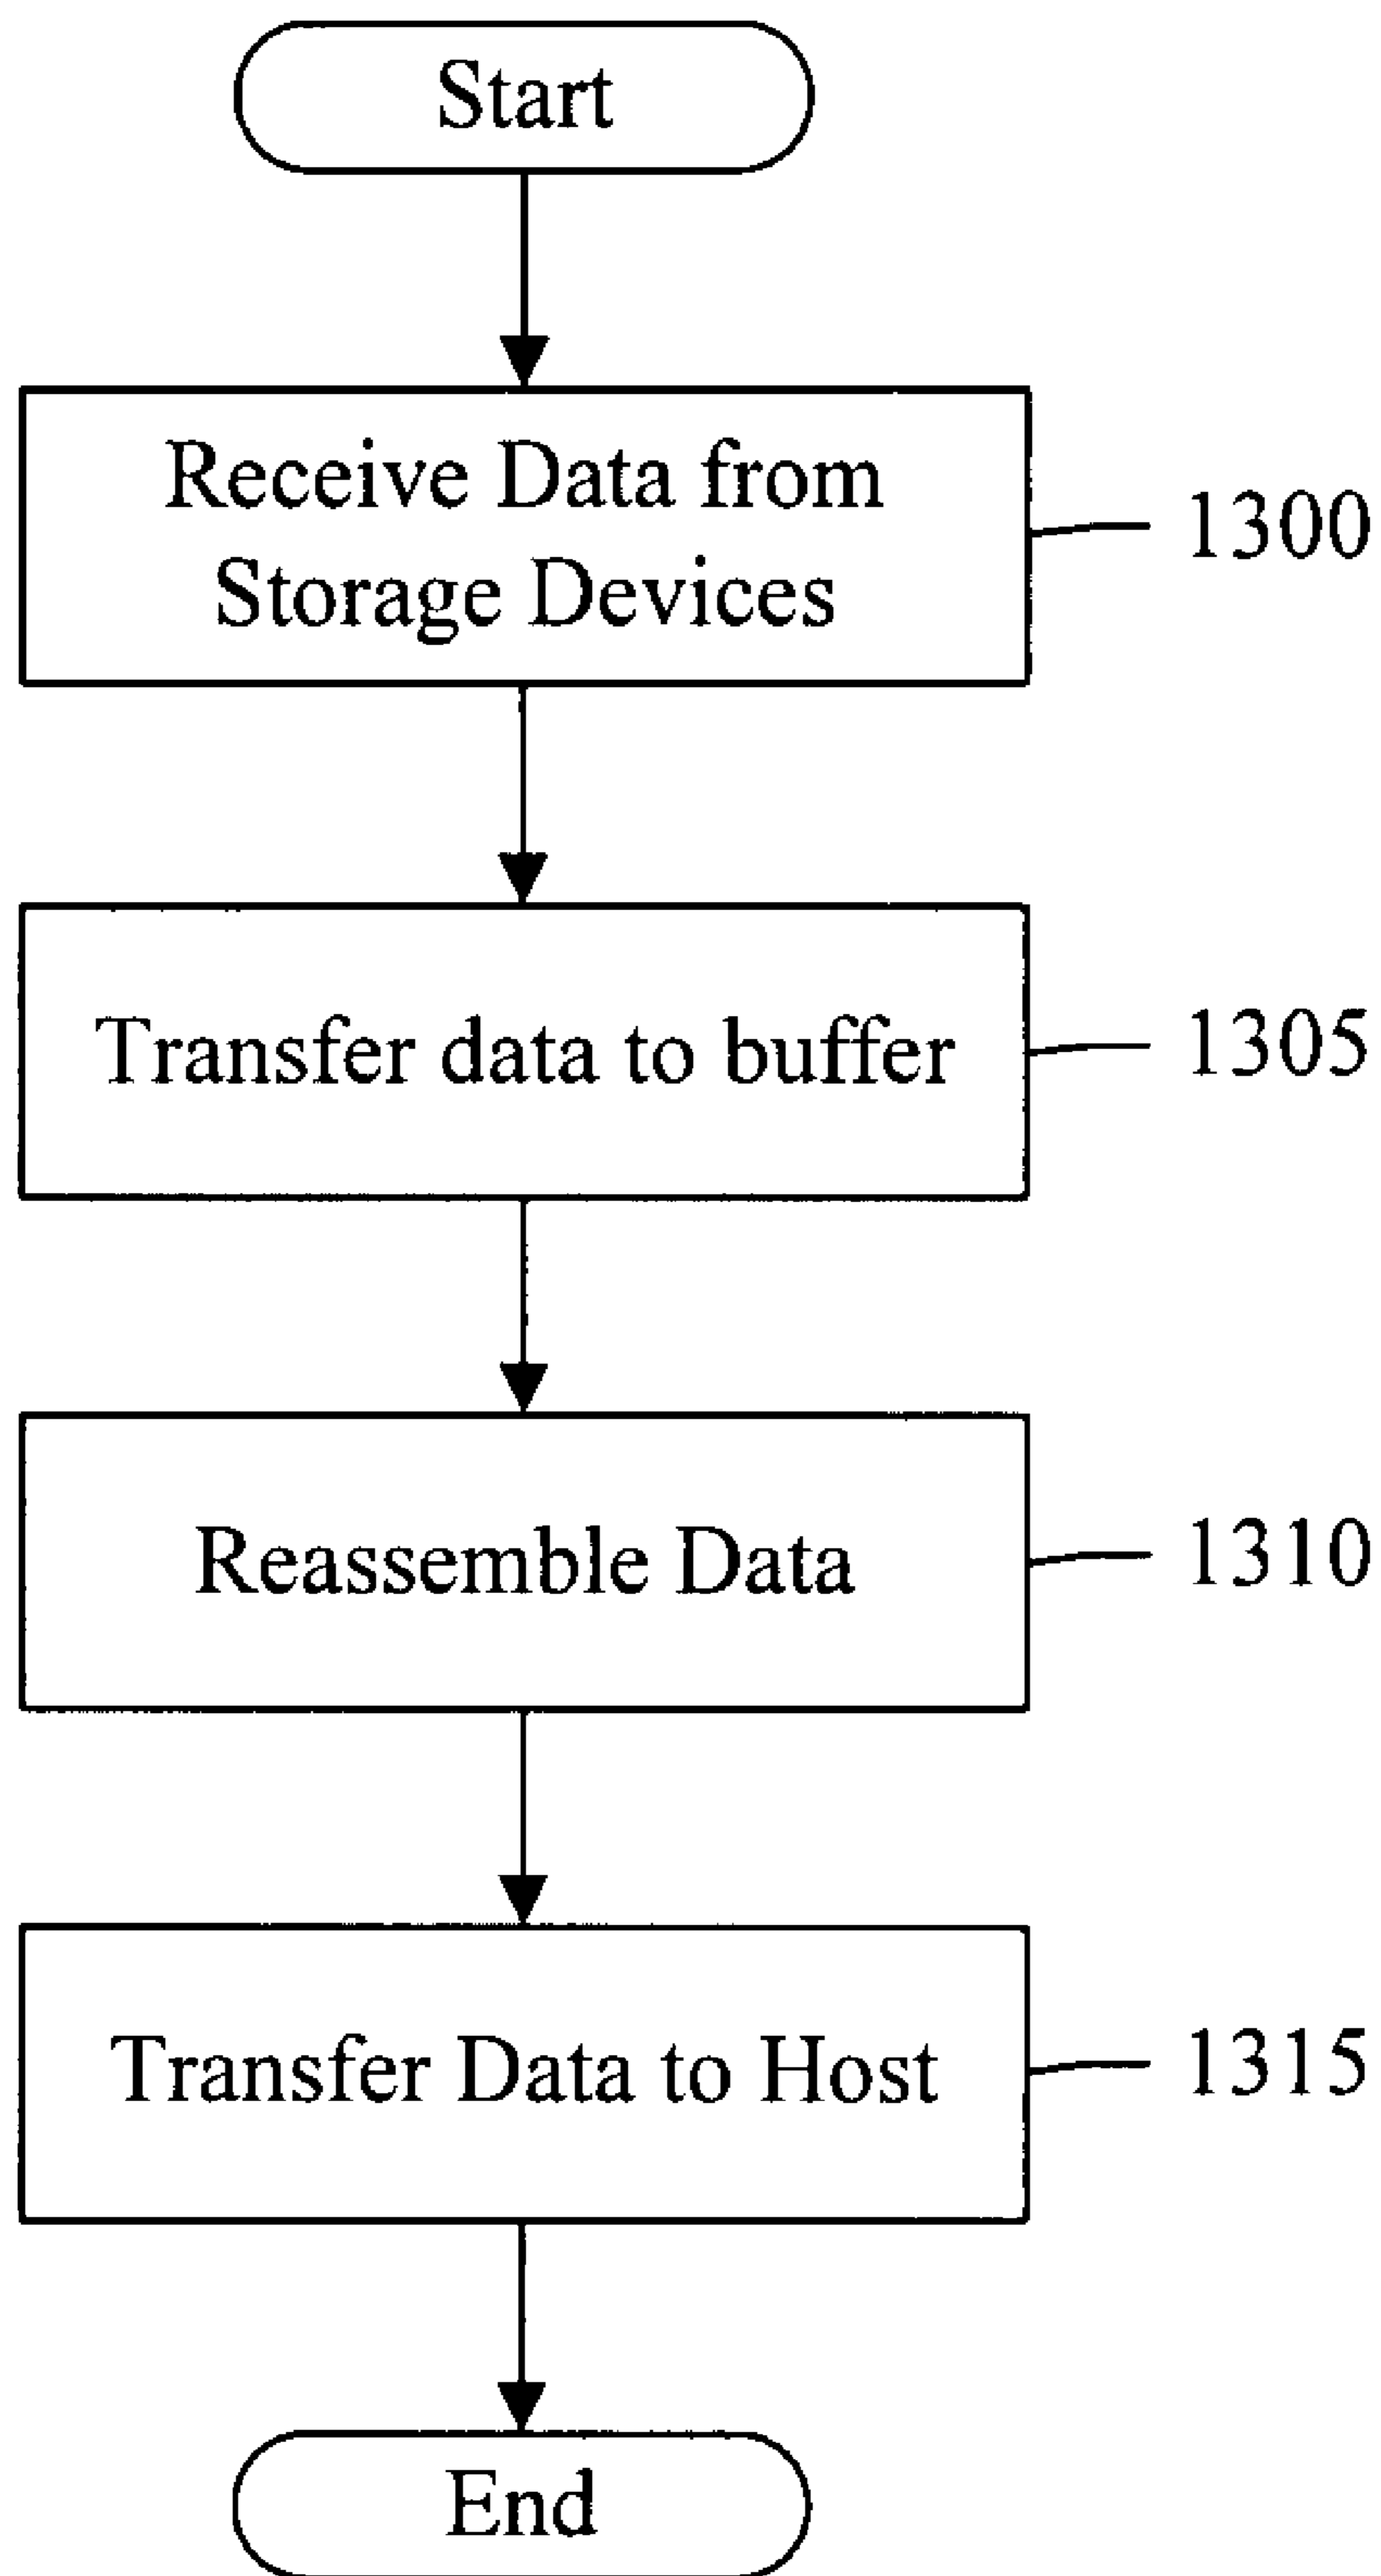 Start
Receive Data from
Storage Devices
1300
Transfer data to buffer
1305
Reassemble Data
1310
Transfer Data to Host
1315
End